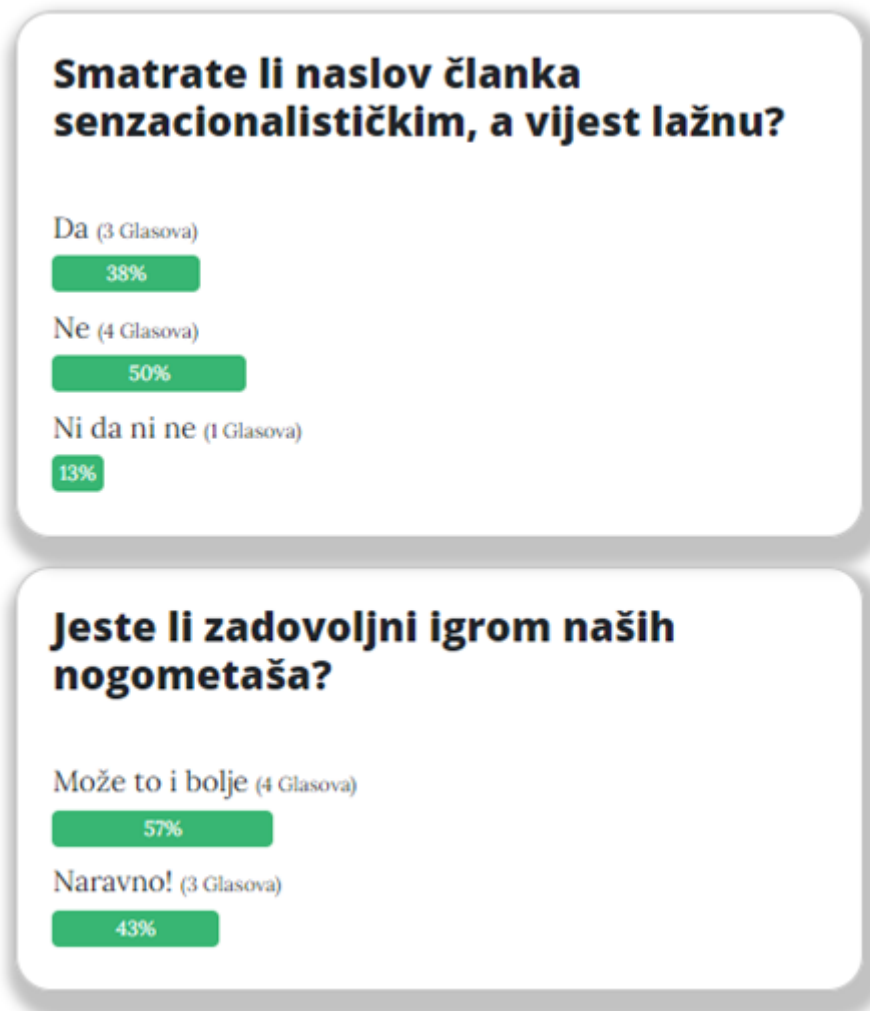 Smatrate li naslov članka
senzacionalističkim, a vijest lažnu?
Da (3 Glasova)
38%
Ne (4 Glasova)
50%
Ni da ni ne (1 Glasova)
13%
Jeste li zadovoljni igrom naših
nogometaša?
Može to i bolje (4 Glasova)
57%
Naravno! (3 Glasova)
43%